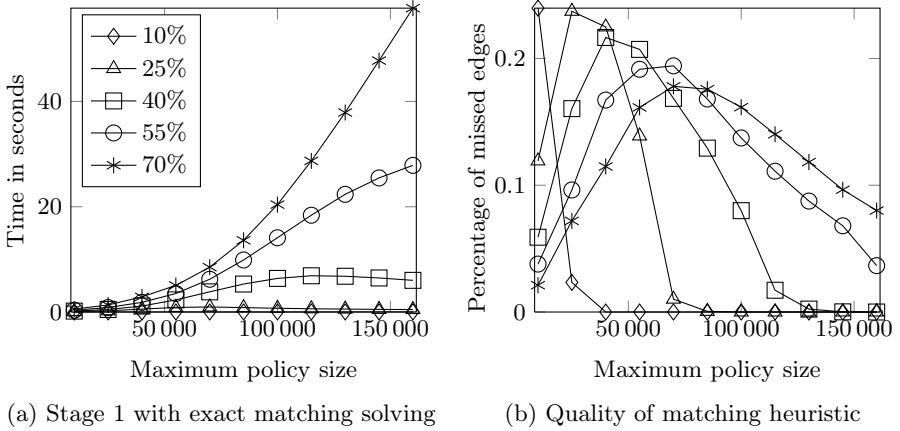 Time in seconds
60
40
20
0
10%
25%
40%
55%
70%
50 000 100 000 150 000
Maximum policy size
(a) Stage 1 with exact matching solving
Percentage of missed edges
0.2
0.1
0
50 000 100 000 150 000
Maximum policy size
(b) Quality of matching heuristic